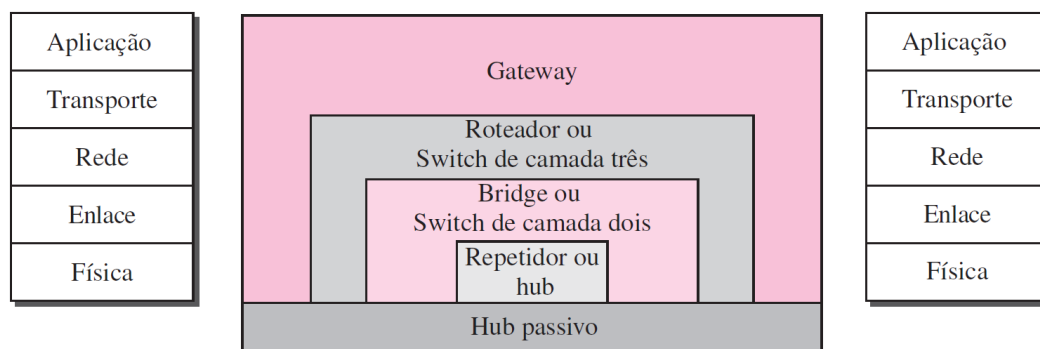 Aplicação
Transporte
Rede
Enlace
Física
Gateway
Roteador ou
Switch de camada três
Bridge ou
Switch de camada dois
Repetidor ou
hub
Hub passivo
Aplicação
Transporte
Rede
Enlace
Física